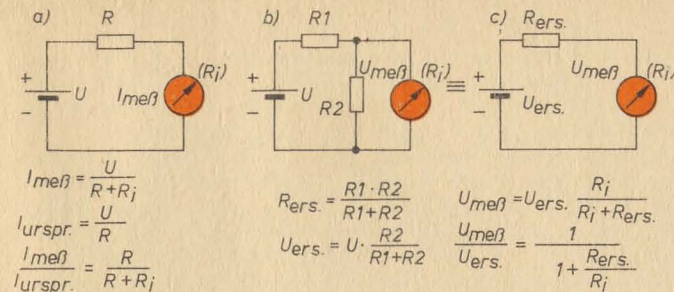 a)
R
+
−
U
Imeß
(Ri)
Imeß = U / (R + Ri)
Iurspr. = U / R
Imeß / Iurspr. = R / (R + Ri)
b)
R1
+
−
U
R2
Umeß
(Ri)
Rers. = R1 · R2 / (R1 + R2)
Uers. = U · R2 / (R1 + R2)
≡
c)
Rers.
+
−
Uers.
Umeß
(Ri)
Umeß = Uers. Ri / (Ri + Rers.)
Umeß / Uers. = 1 / (1 + Rers. / Ri)